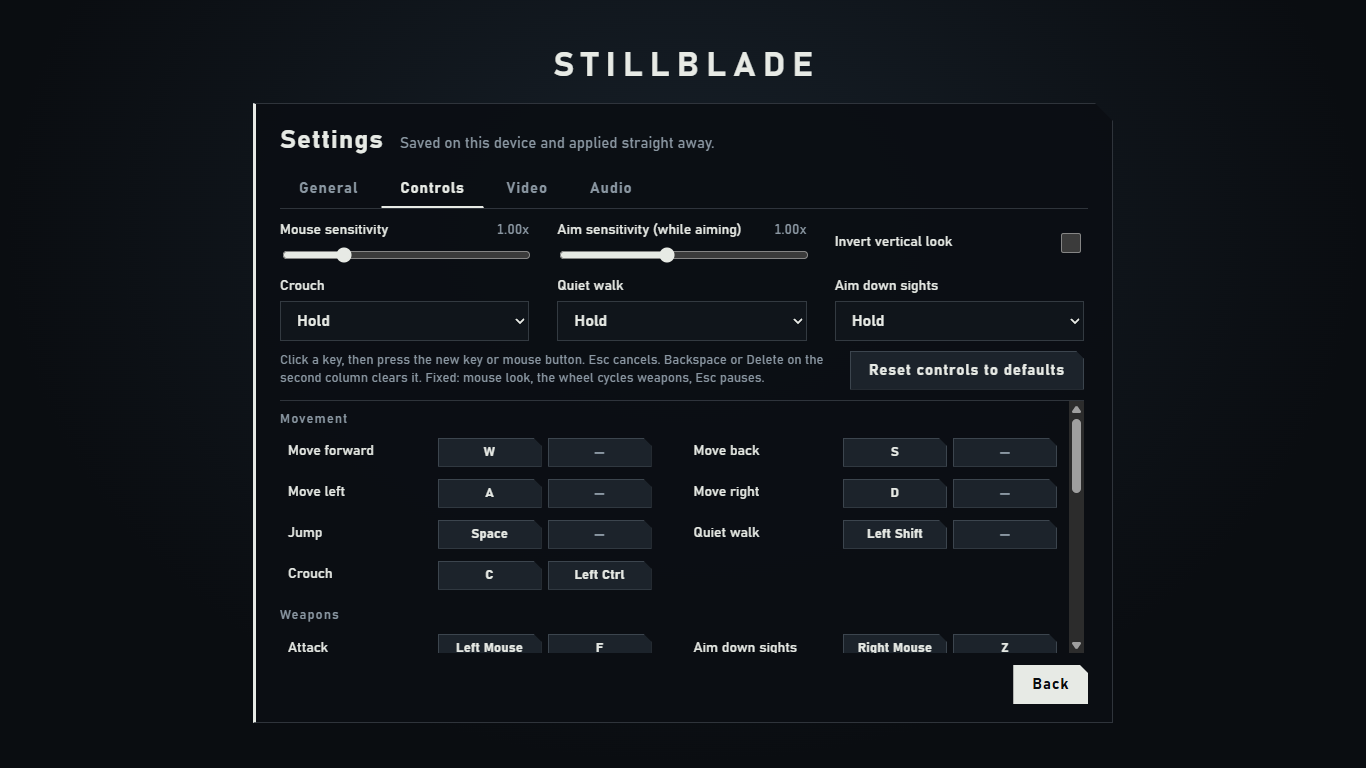 STILLBLADE
Settings Saved on this device and applied straight away.
General Controls Video Audio
Mouse sensitivity 1.00x Aim sensitivity (while aiming) 1.00x Invert vertical look
Crouch Quiet walk Aim down sights
Hold Hold Hold
Click a key, then press the new key or mouse button. Esc cancels. Backspace or Delete on the
second column clears it. Fixed: mouse look, the wheel cycles weapons, Esc pauses.
Reset controls to defaults
Movement
Move forward W — Move back S —
Move left A — Move right D —
Jump Space — Quiet walk Left Shift —
Crouch C Left Ctrl
Weapons
Attack Left Mouse F Aim down sights Right Mouse Z
Back